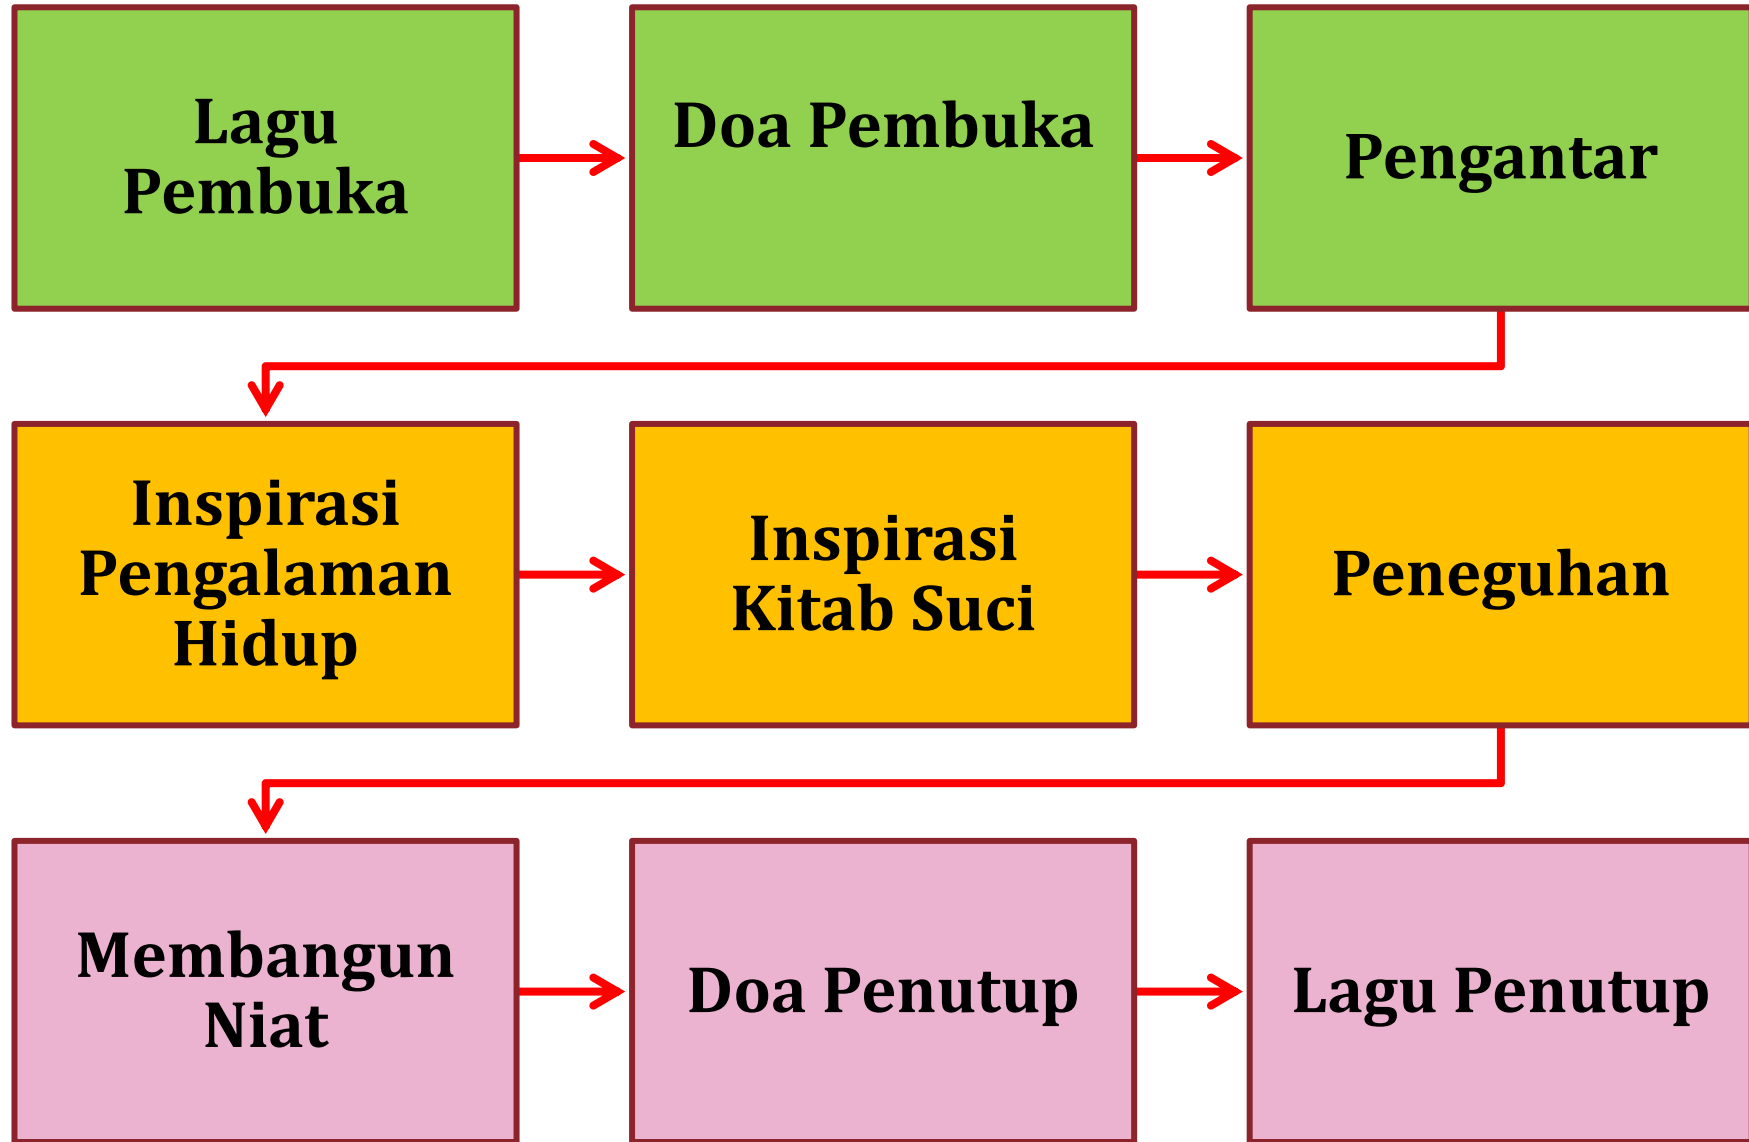 Lagu
Pembuka
Doa Pembuka
Pengantar
Inspirasi
Pengalaman
Hidup
Inspirasi
Kitab Suci
Peneguhan
Membangun
Niat
Doa Penutup
Lagu Penutup